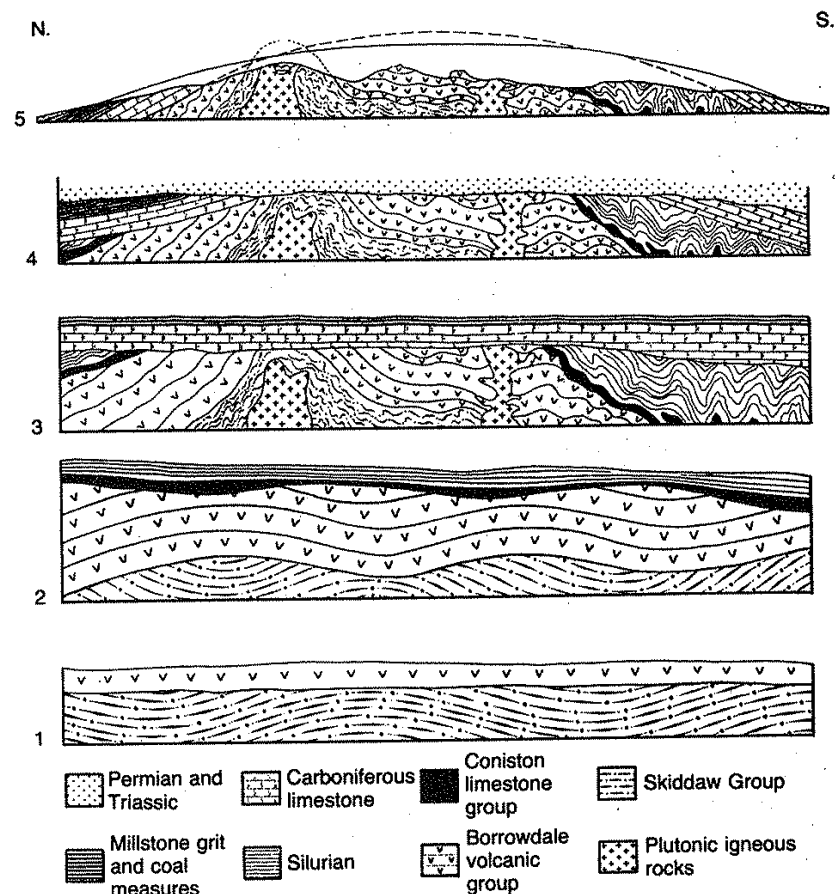 N.
S.
5
4
3
2
1
Permian and
Triassic
Carboniferous
limestone
Coniston
limestone
group
Skiddaw Group
Millstone grit
and coal
measures
Silurian
Borrowdale
volcanic
group
Plutonic igneous
rocks